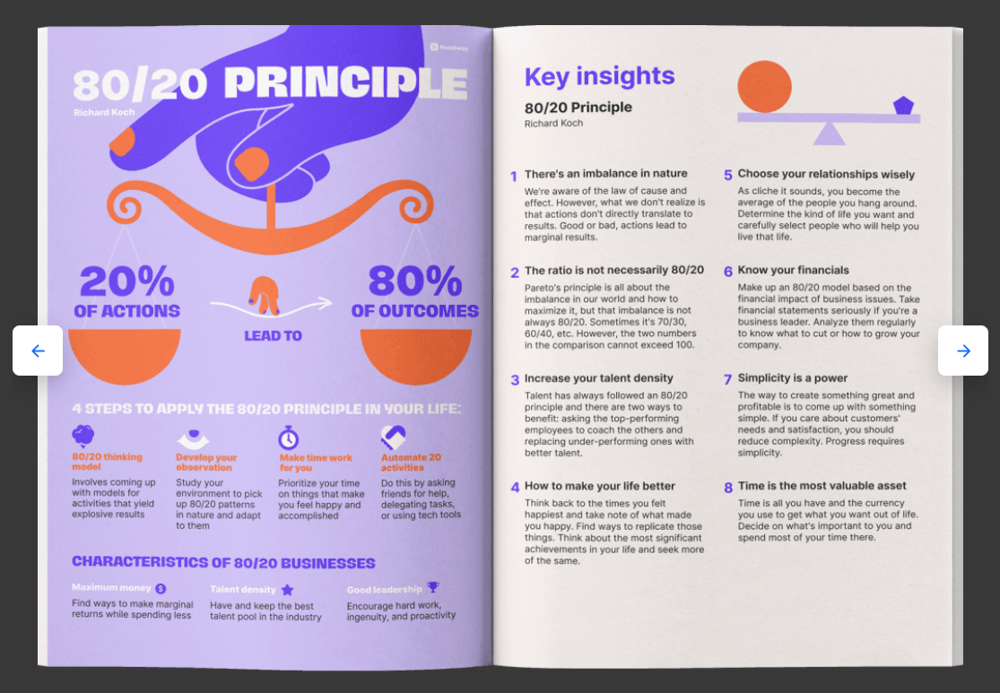 Headway
80/20 PRINCIPLE
Richard Koch
20%
OF ACTIONS
LEAD TO
80%
OF OUTCOMES
4 STEPS TO APPLY THE 80/20 PRINCIPLE IN YOUR LIFE:
80/20 thinking
model
Involves coming up
with models for
activities that yield
explosive results
Develop your
observation
Study your
environment to pick
up 80/20 patterns
in nature and adapt
to them
Make time work
for you
Prioritize your time
on things that make
you feel happy and
accomplished
Automate 20
activities
Do this by asking
friends for help,
delegating tasks,
or using tech tools
CHARACTERISTICS OF 80/20 BUSINESSES
Maximum money $
Find ways to make marginal
returns while spending less
Talent density
Have and keep the best
talent pool in the industry
Good leadership
Encourage hard work,
ingenuity, and proactivity
Key insights
80/20 Principle
Richard Koch
1 There's an imbalance in nature
We're aware of the law of cause and
effect. However, what we don't realize is
that actions don't directly translate to
results. Good or bad, actions lead to
marginal results.
2 The ratio is not necessarily 80/20
Pareto's principle is all about the
imbalance in our world and how to
maximize it, but that imbalance is not
always 80/20. Sometimes it's 70/30,
60/40, etc. However, the two numbers
in the comparison cannot exceed 100.
3 Increase your talent density
Talent has always followed an 80/20
principle and there are two ways to
benefit: asking the top-performing
employees to coach the others and
replacing under-performing ones with
better talent.
4 How to make your life better
Think back to the times you felt
happiest and take note of what made
you happy. Find ways to replicate those
things. Think about the most significant
achievements in your life and seek more
of the same.
5 Choose your relationships wisely
As cliche it sounds, you become the
average of the people you hang around.
Determine the kind of life you want and
carefully select people who will help you
live that life.
6 Know your financials
Make up an 80/20 model based on the
financial impact of business issues. Take
financial statements seriously if you're a
business leader. Analyze them regularly
to know what to cut or how to grow your
company.
7 Simplicity is a power
The way to create something great and
profitable is to come up with something
simple. If you care about customers'
needs and satisfaction, you should
reduce complexity. Progress requires
simplicity.
8 Time is the most valuable asset
Time is all you have and the currency
you use to get what you want out of life.
Decide on what's important to you and
spend most of your time there.